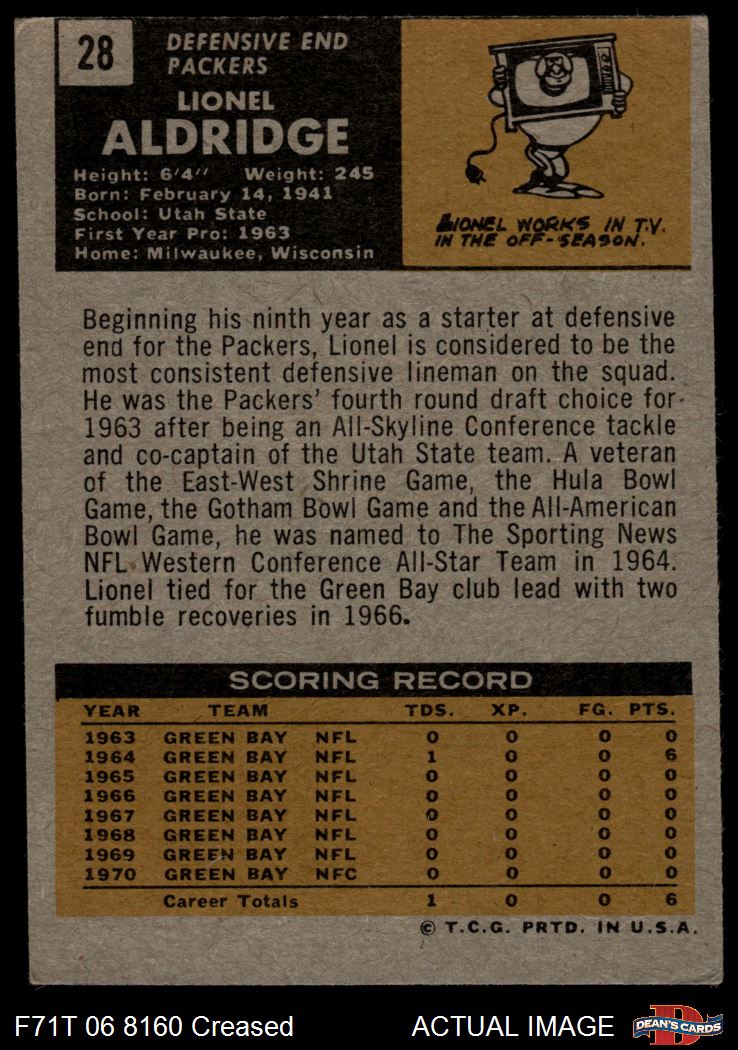 28
DEFENSIVE END
PACKERS
LIONEL
ALDRIDGE
Height: 6'4'' Weight: 245
Born: February 14, 1941
School: Utah State
First Year Pro: 1963
Home: Milwaukee, Wisconsin
LIONEL WORKS IN T.V.
IN THE OFF-SEASON.
Beginning his ninth year as a starter at defensive
end for the Packers, Lionel is considered to be the
most consistent defensive lineman on the squad.
He was the Packers' fourth round draft choice for
1963 after being an All-Skyline Conference tackle
and co-captain of the Utah State team. A veteran
of the East-West Shrine Game, the Hula Bowl
Game, the Gotham Bowl Game and the All-American
Bowl Game, he was named to The Sporting News
NFL Western Conference All-Star Team in 1964.
Lionel tied for the Green Bay club lead with two
fumble recoveries in 1966.
SCORING RECORD
YEAR TEAM TDS. XP. FG. PTS.
1963 GREEN BAY NFL 0 0 0 0
1964 GREEN BAY NFL 1 0 0 6
1965 GREEN BAY NFL 0 0 0 0
1966 GREEN BAY NFL 0 0 0 0
1967 GREEN BAY NFL 0 0 0 0
1968 GREEN BAY NFL 0 0 0 0
1969 GREEN BAY NFL 0 0 0 0
1970 GREEN BAY NFC 0 0 0 0
Career Totals 1 0 0 6
© T.C.G. PRTD. IN U.S.A.
F71T 06 8160 Creased ACTUAL IMAGE
D
DEAN'S CARDS